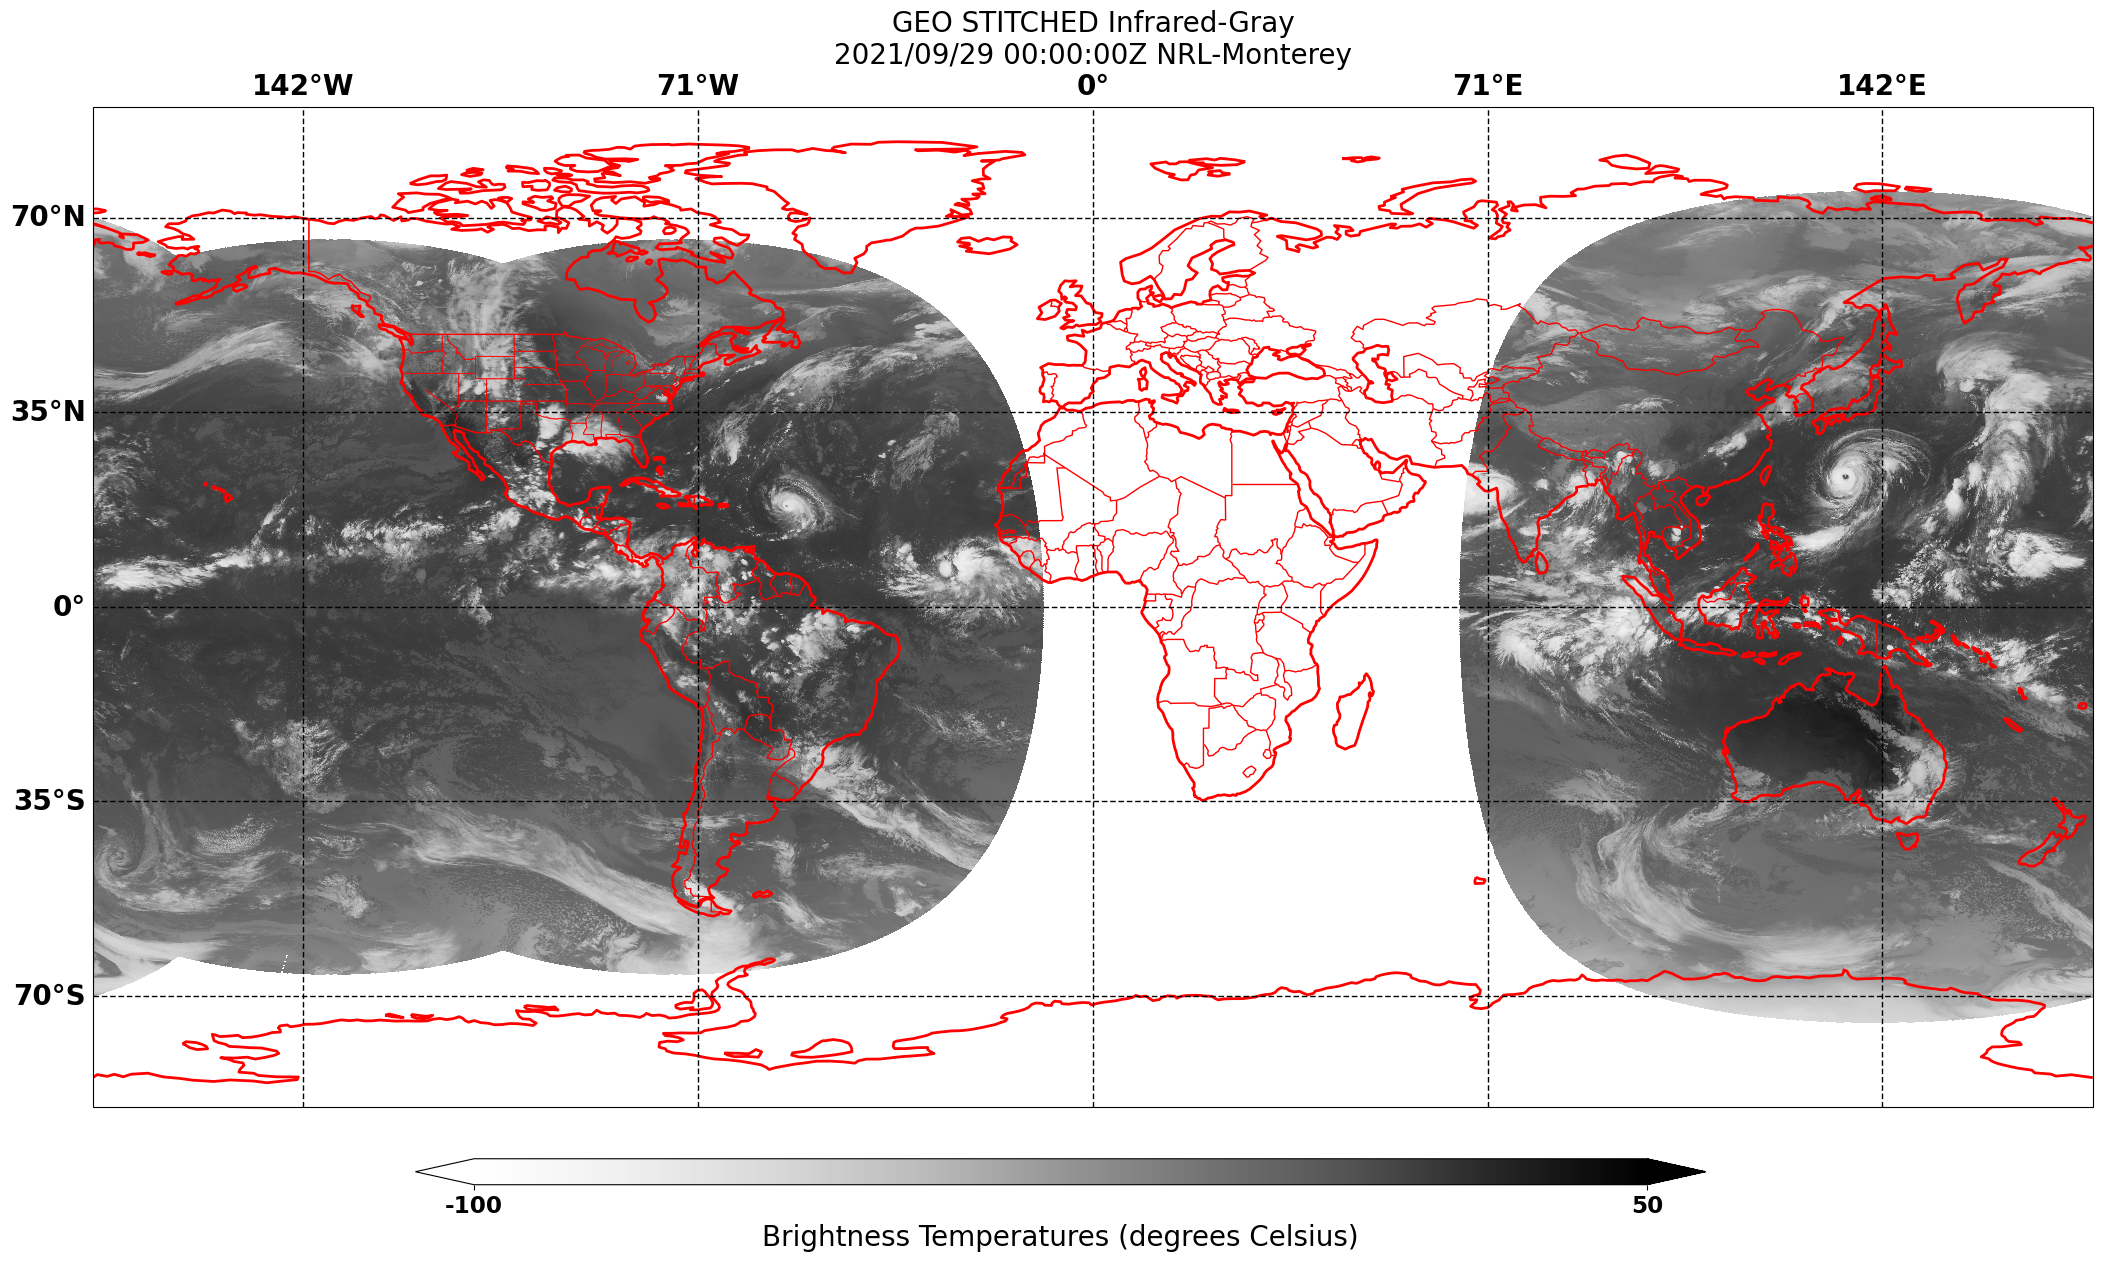 GEO STITCHED Infrared-Gray
2021/09/29 00:00:00Z NRL-Monterey
142°W 71°W 0° 71°E 142°E
70°N
35°N
0°
35°S
70°S
-100 50
Brightness Temperatures (degrees Celsius)